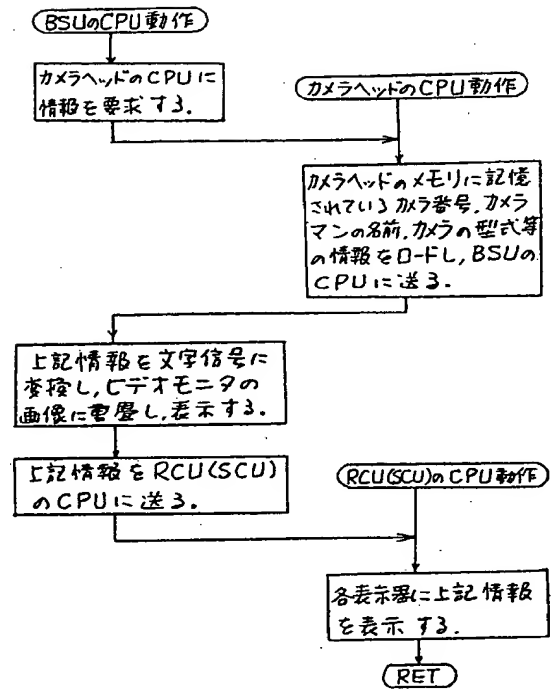 BSUのCPU動作
カメラヘッドのCPUに
情報を要求する.
カメラヘッドのCPU動作
カメラヘッドのメモリに記憶
されているカメラ番号,カメラ
マンの名前,カメラの型式等
の情報をロードし,BSUの
CPUに送る.
上記情報を文字信号に
変換し,ビデオモニタの
画像に重畳し,表示する.
上記情報をRCU(SCU)
のCPUに送る.
RCU(SCU)のCPU動作
各表示器に上記情報
を表示する.
RET